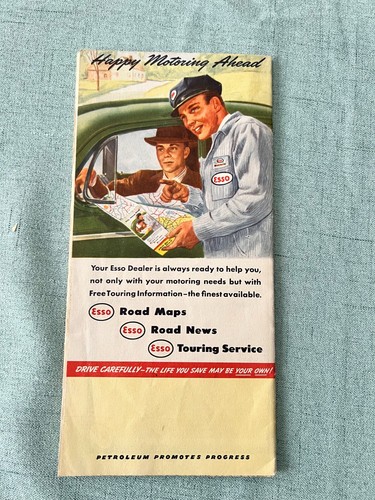 Happy Motoring Ahead
Esso
Your Esso Dealer is always ready to help you,
not only with your motoring needs but with
Free Touring Information—the finest available.
Esso Road Maps
Esso Road News
Esso Touring Service
DRIVE CAREFULLY—THE LIFE YOU SAVE MAY BE YOUR OWN!
PETROLEUM PROMOTES PROGRESS